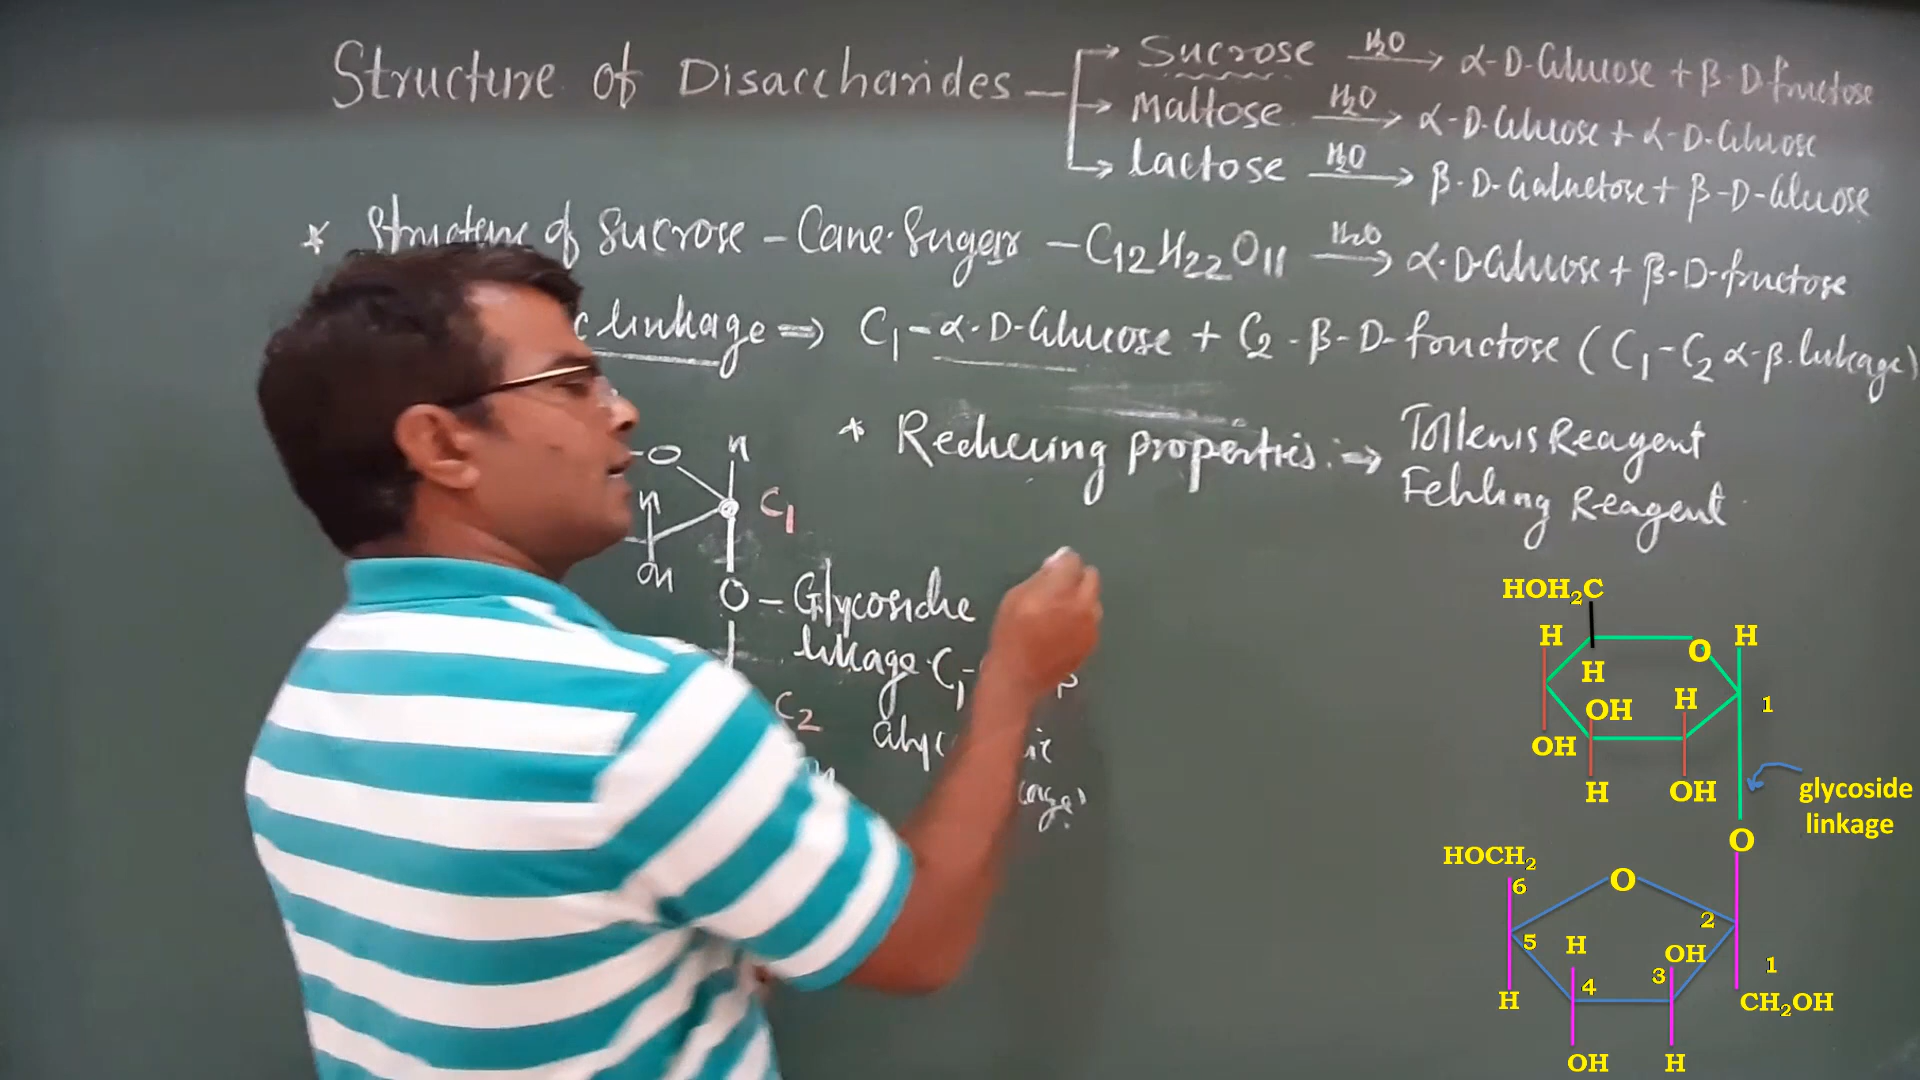 Structure of Disaccharides
Sucrose H2O → α-D-Glucose + β-D-fructose
Maltose H2O → α-D-Glucose + α-D-Glucose
Lactose H2O → β-D-Galactose + β-D-Glucose
* Structure of Sucrose - Cane-Sugar - C12H22O11 H2O → α-D-Glucose + β-D-fructose
c linkage ⇒ C1-α-D-Glucose + C2-β-D-fructose (C1-C2 α-β-linkage)
* Reducing properties: → Tollen's Reagent
Fehling Reagent
O H
H C1
OH
O - Glycoside
linkage C1-
C2
HOH2C
H O H
H
OH H 1
OH
H OH
glycoside
linkage
O
HOCH2
6 O
5 H 2
OH
4 3 1
H CH2OH
OH H